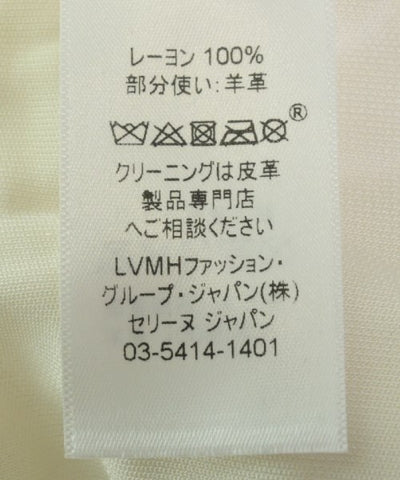 レーヨン 100%
部分使い:羊革
®
クリーニングは皮革
製品専門店
へご相談ください
LVMHファッション・
グループ・ジャパン(株)
セリーヌ ジャパン
03-5414-1401